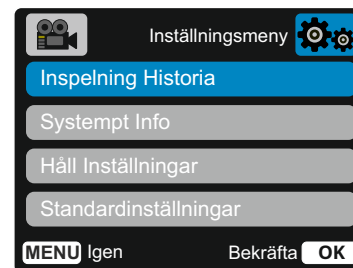 Inställningsmeny
Inspelning Historia
Systempt Info
Håll Inställningar
Standardinställningar
MENU Igen Bekräfta OK